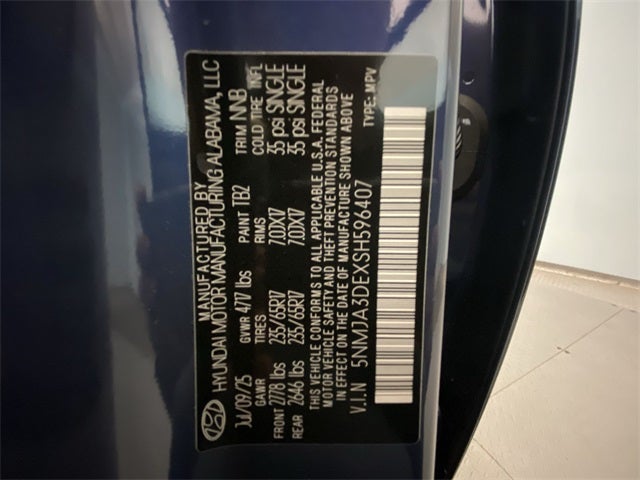 MANUFACTURED BY
HYUNDAI MOTOR MANUFACTURING ALABAMA, LLC
Jul/09/25 GVWR 4717 lbs PAINT TB2 TRIM NNB
GAWR TIRES RIMS COLD TIRE INFL
FRONT 2778 lbs 235/65R17 7.0JX17 35 psi SINGLE
REAR 2646 lbs 235/65R17 7.0JX17 35 psi SINGLE
THIS VEHICLE CONFORMS TO ALL APPLICABLE U.S.A. FEDERAL
MOTOR VEHICLE SAFETY AND THEFT PREVENTION STANDARDS
IN EFFECT ON THE DATE OF MANUFACTURE SHOWN ABOVE
V.I.N 5NMJA3DEXSH596407 TYPE: MPV